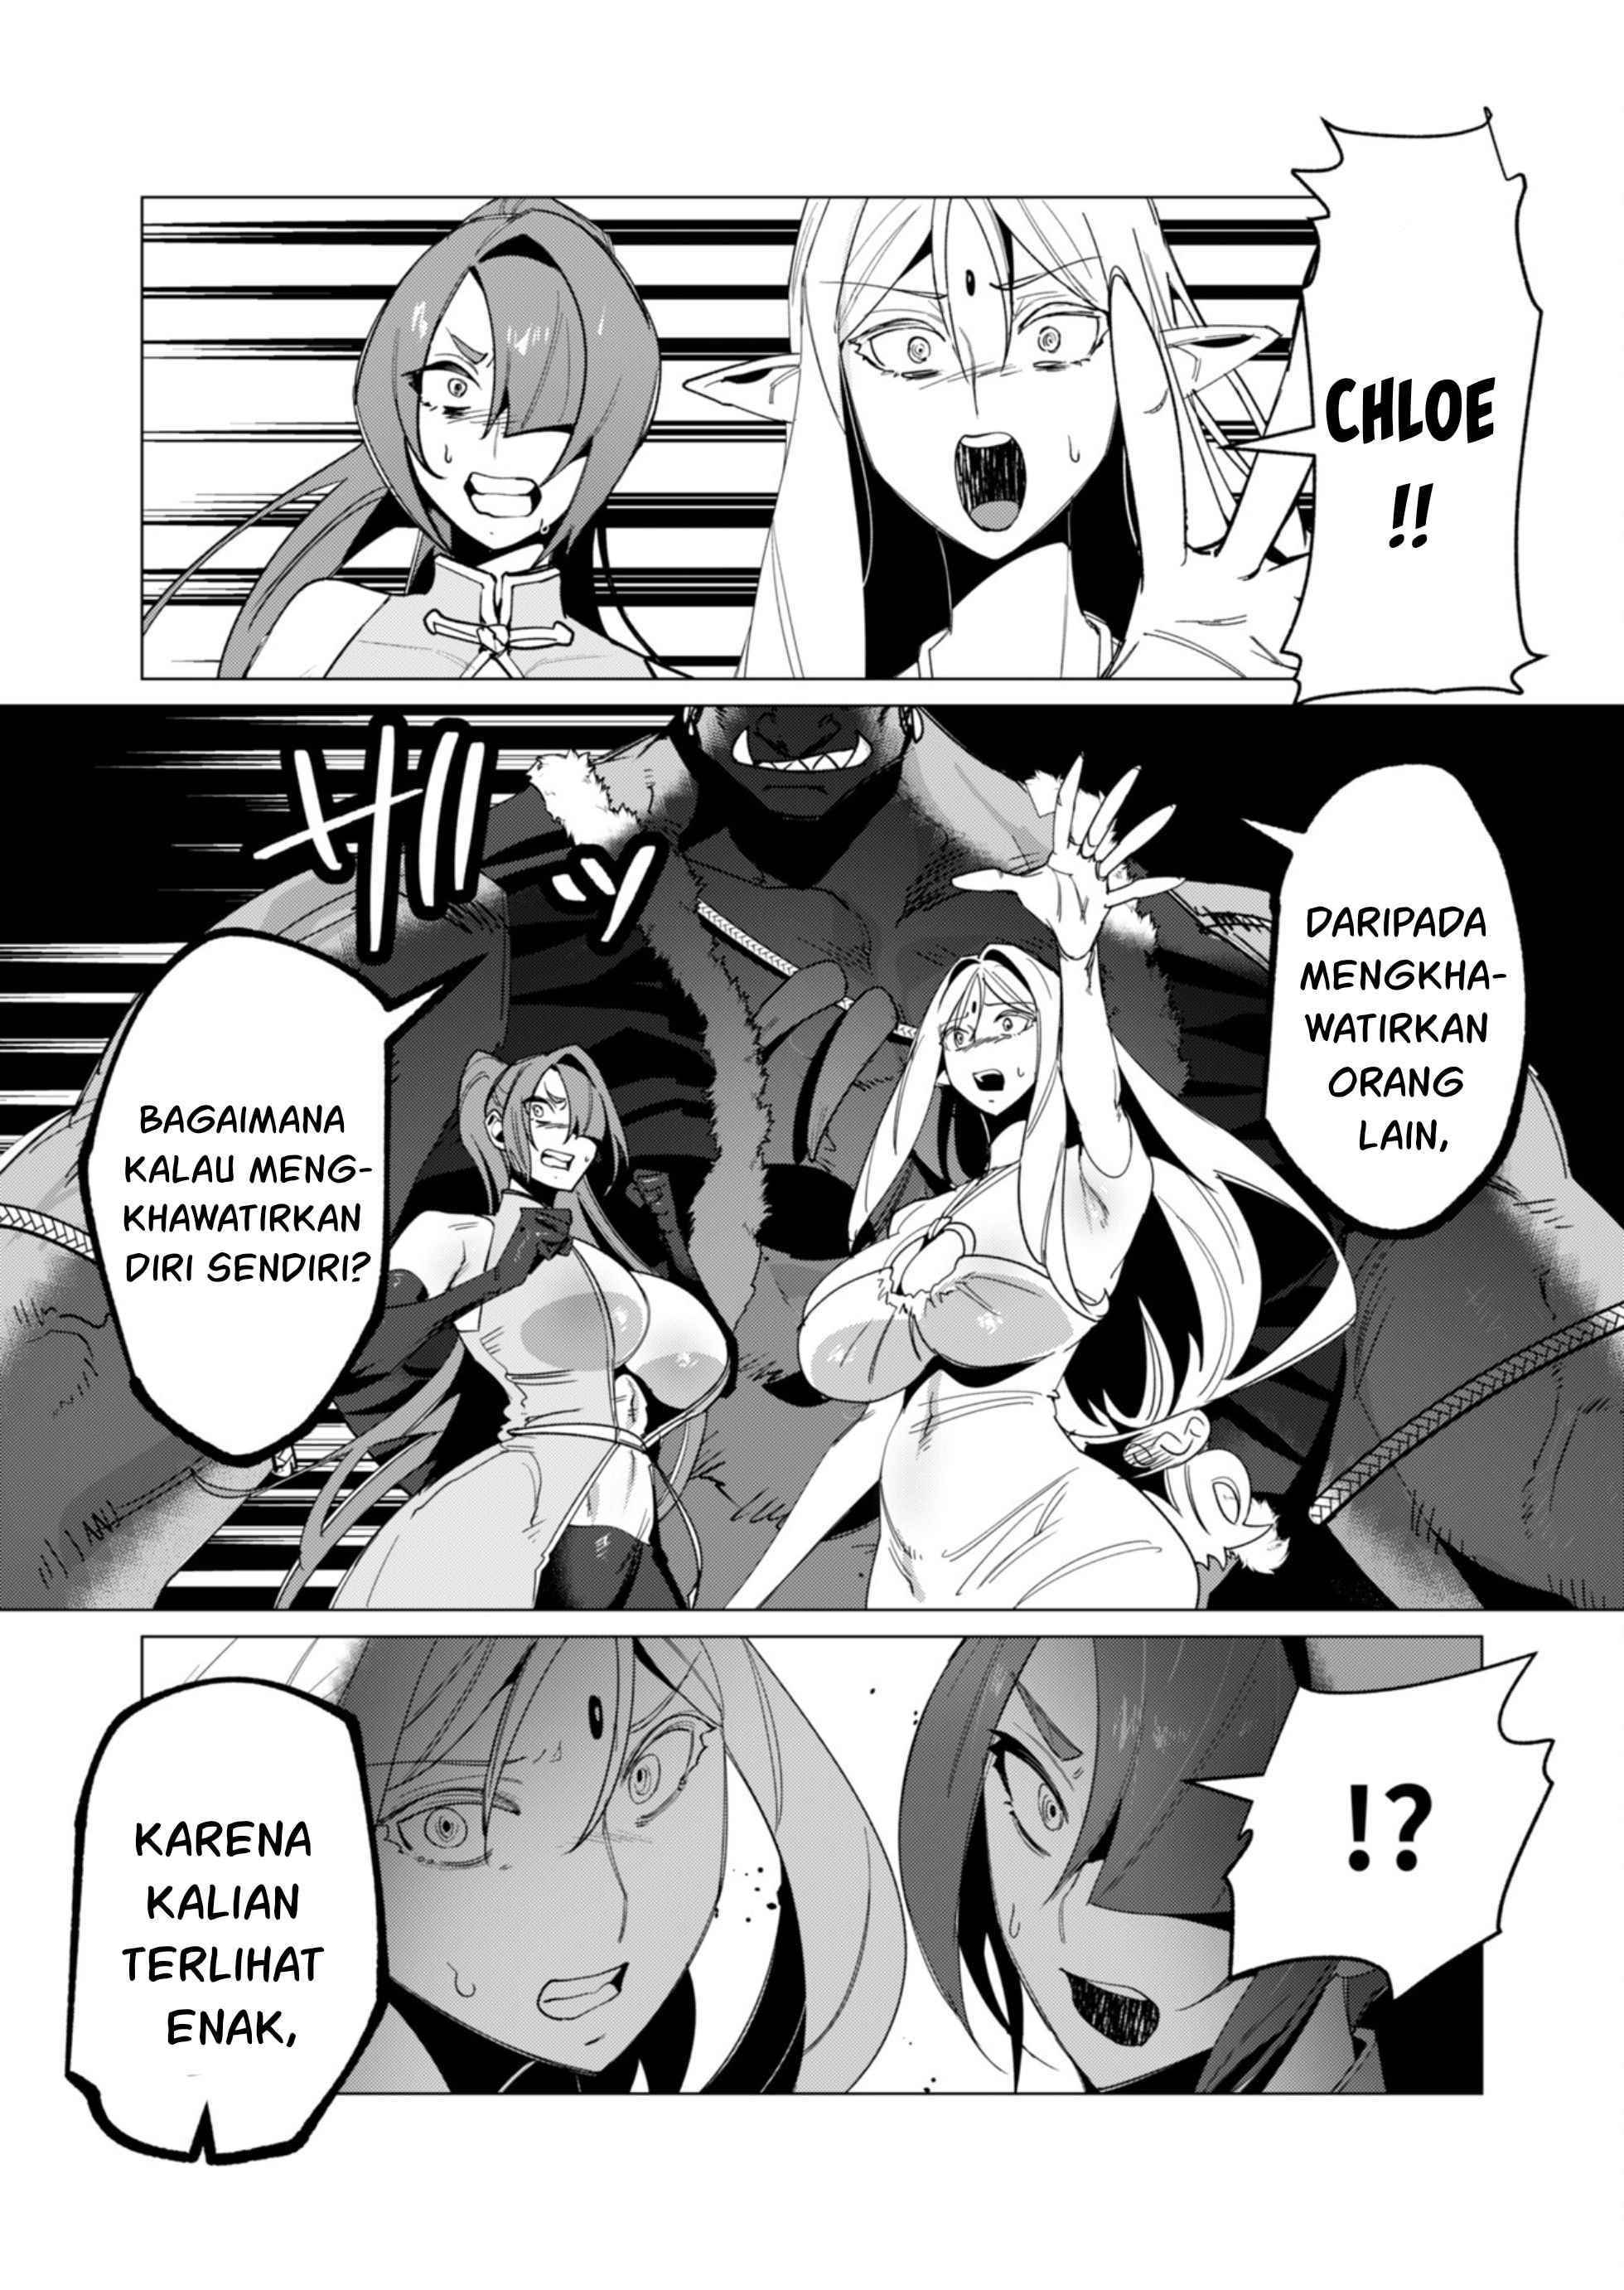 CHLOE
!!
DARIPADA
MENGKHA-
WATIRKAN
ORANG
LAIN,
BAGAIMANA
KALAU MENG-
KHAWATIRKAN
DIRI SENDIRI?
!?
KARENA
KALIAN
TERLIHAT
ENAK,